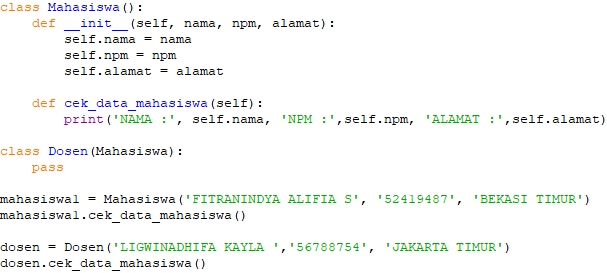 class Mahasiswa():
    def __init__(self, nama, npm, alamat):
        self.nama = nama
        self.npm = npm
        self.alamat = alamat
    def cek_data_mahasiswa(self):
        print('NAMA :', self.nama, 'NPM :',self.npm, 'ALAMAT :',self.alamat)
class Dosen(Mahasiswa):
    pass
mahasiswa1 = Mahasiswa('FITRANINDYA ALIFIA S', '52419487', 'BEKASI TIMUR')
mahasiswa1.cek_data_mahasiswa()
dosen = Dosen('LIGWINADHIFA KAYLA ','56788754', 'JAKARTA TIMUR')
dosen.cek_data_mahasiswa()